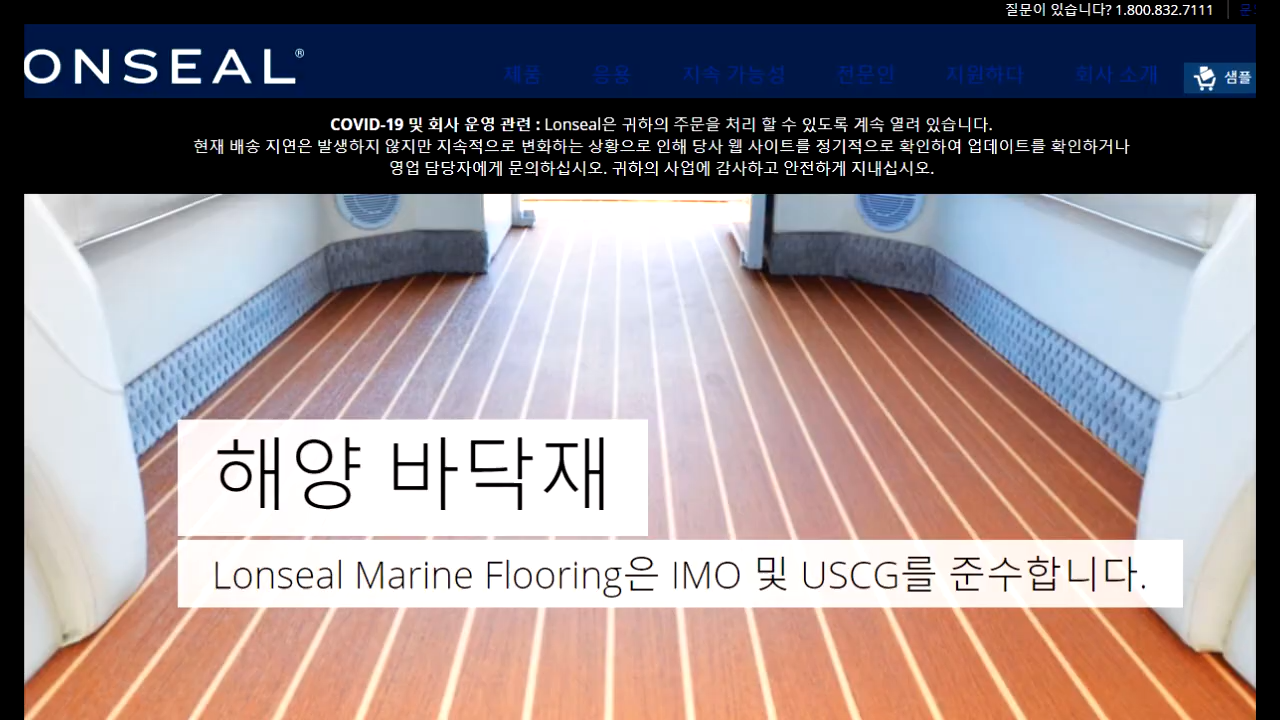 질문이 있습니다? 1.800.832.7111
ONSEAL®
제품 응용 지속 가능성 전문인 지원하다 회사 소개 샘플
COVID-19 및 회사 운영 관련 : Lonseal은 귀하의 주문을 처리 할 수 있도록 계속 열려 있습니다.
현재 배송 지연은 발생하지 않지만 지속적으로 변화하는 상황으로 인해 당사 웹 사이트를 정기적으로 확인하여 업데이트를 확인하거나
영업 담당자에게 문의하십시오. 귀하의 사업에 감사하고 안전하게 지내십시오.
해양 바닥재
Lonseal Marine Flooring은 IMO 및 USCG를 준수합니다.